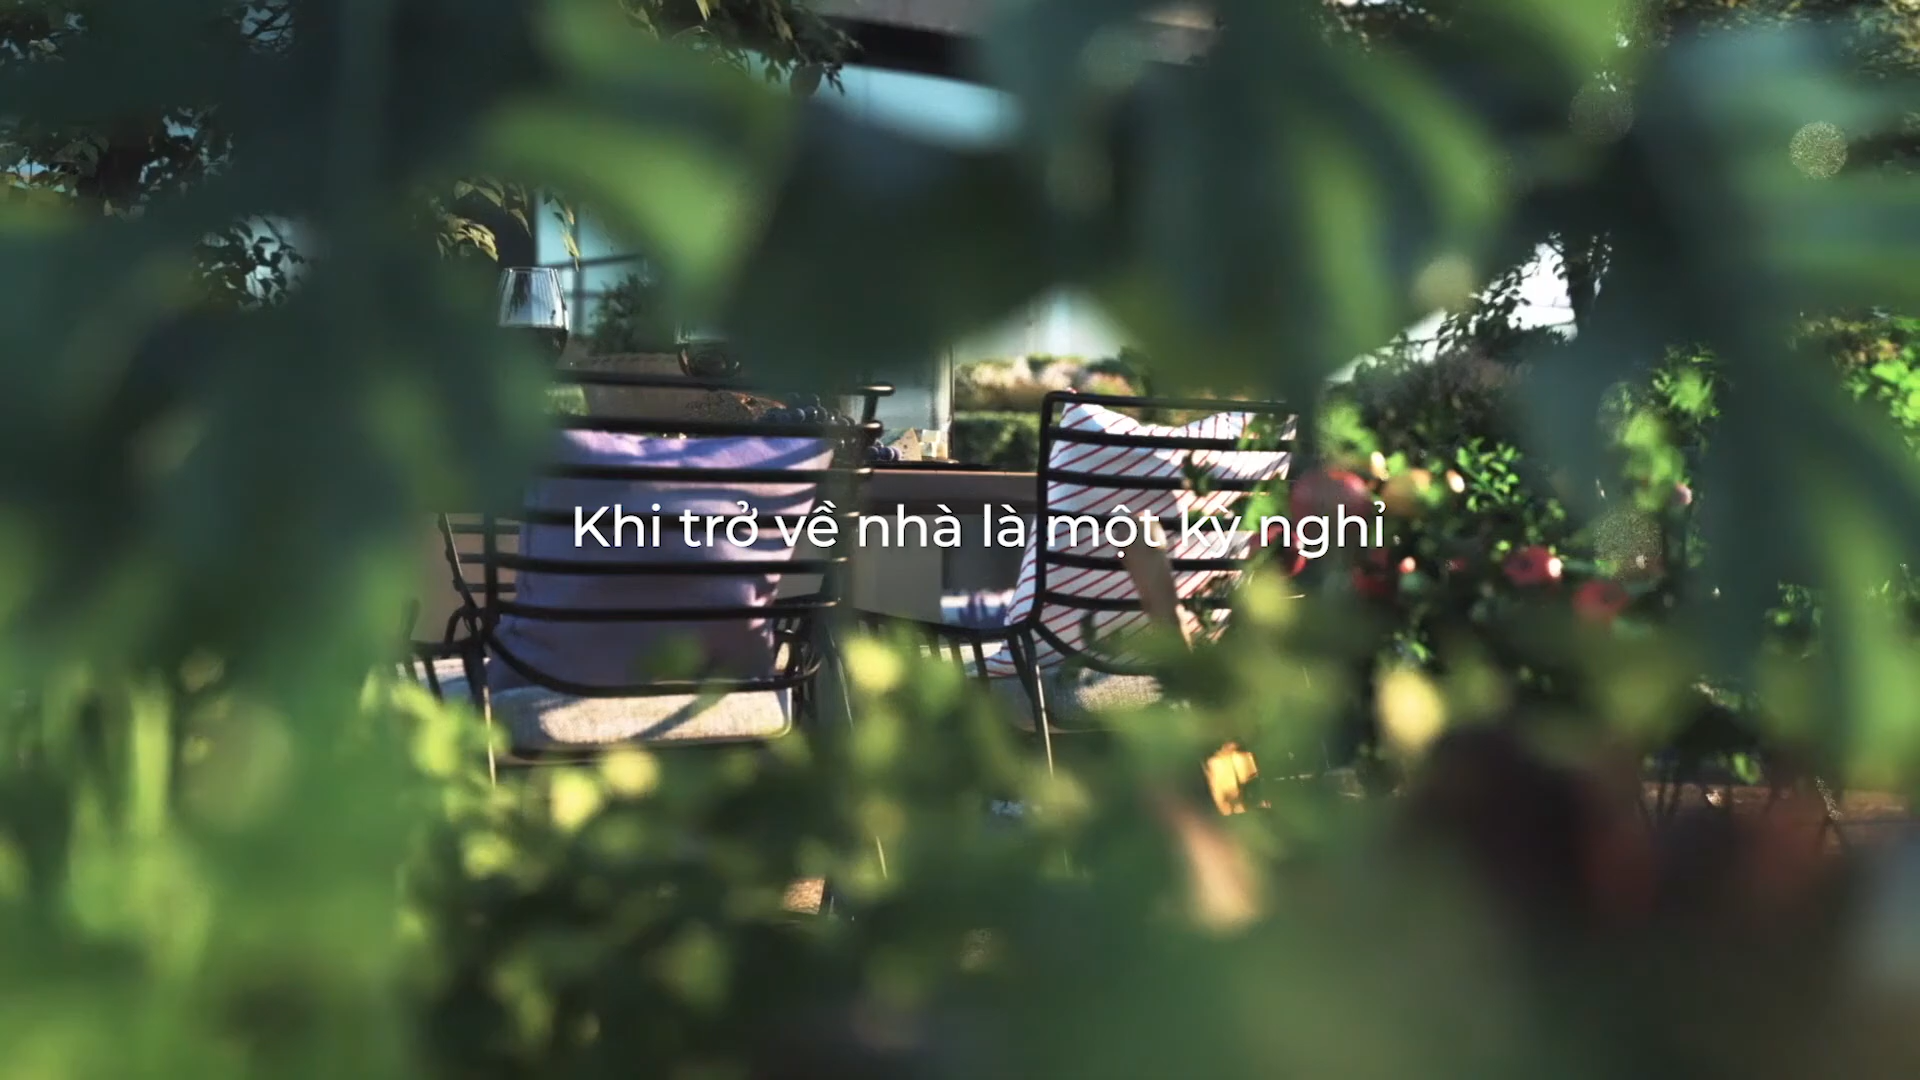 Khi trở về nhà là một kỳ nghỉ